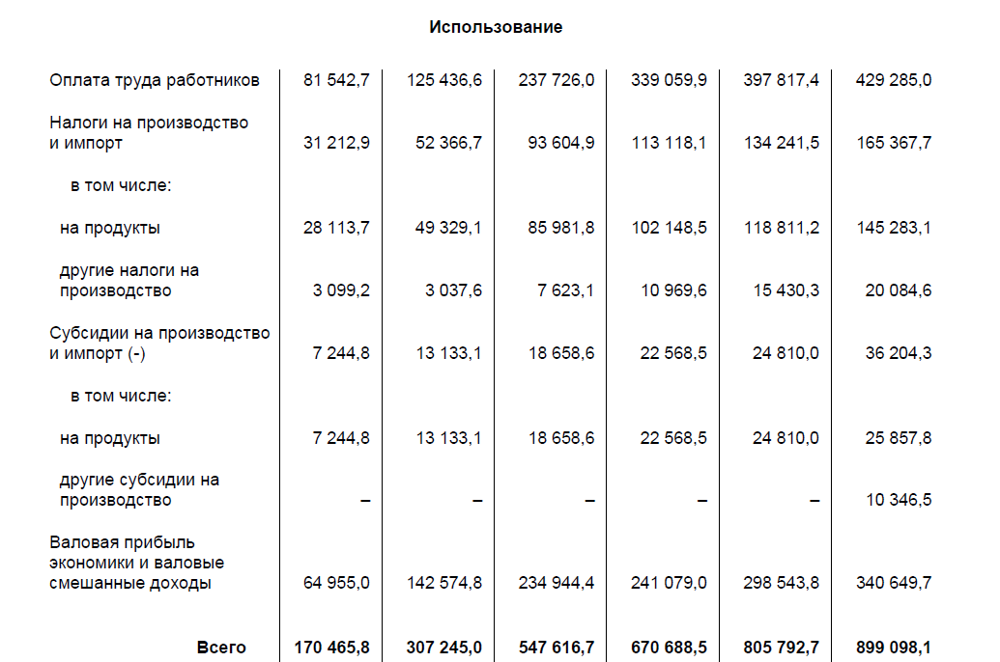 Использование
Оплата труда работников 81 542,7 125 436,6 237 726,0 339 059,9 397 817,4 429 285,0
Налоги на производство
и импорт 31 212,9 52 366,7 93 604,9 113 118,1 134 241,5 165 367,7
в том числе:
на продукты 28 113,7 49 329,1 85 981,8 102 148,5 118 811,2 145 283,1
другие налоги на
производство 3 099,2 3 037,6 7 623,1 10 969,6 15 430,3 20 084,6
Субсидии на производство
и импорт (-) 7 244,8 13 133,1 18 658,6 22 568,5 24 810,0 36 204,3
в том числе:
на продукты 7 244,8 13 133,1 18 658,6 22 568,5 24 810,0 25 857,8
другие субсидии на
производство – – – – – 10 346,5
Валовая прибыль
экономики и валовые
смешанные доходы 64 955,0 142 574,8 234 944,4 241 079,0 298 543,8 340 649,7
Всего 170 465,8 307 245,0 547 616,7 670 688,5 805 792,7 899 098,1